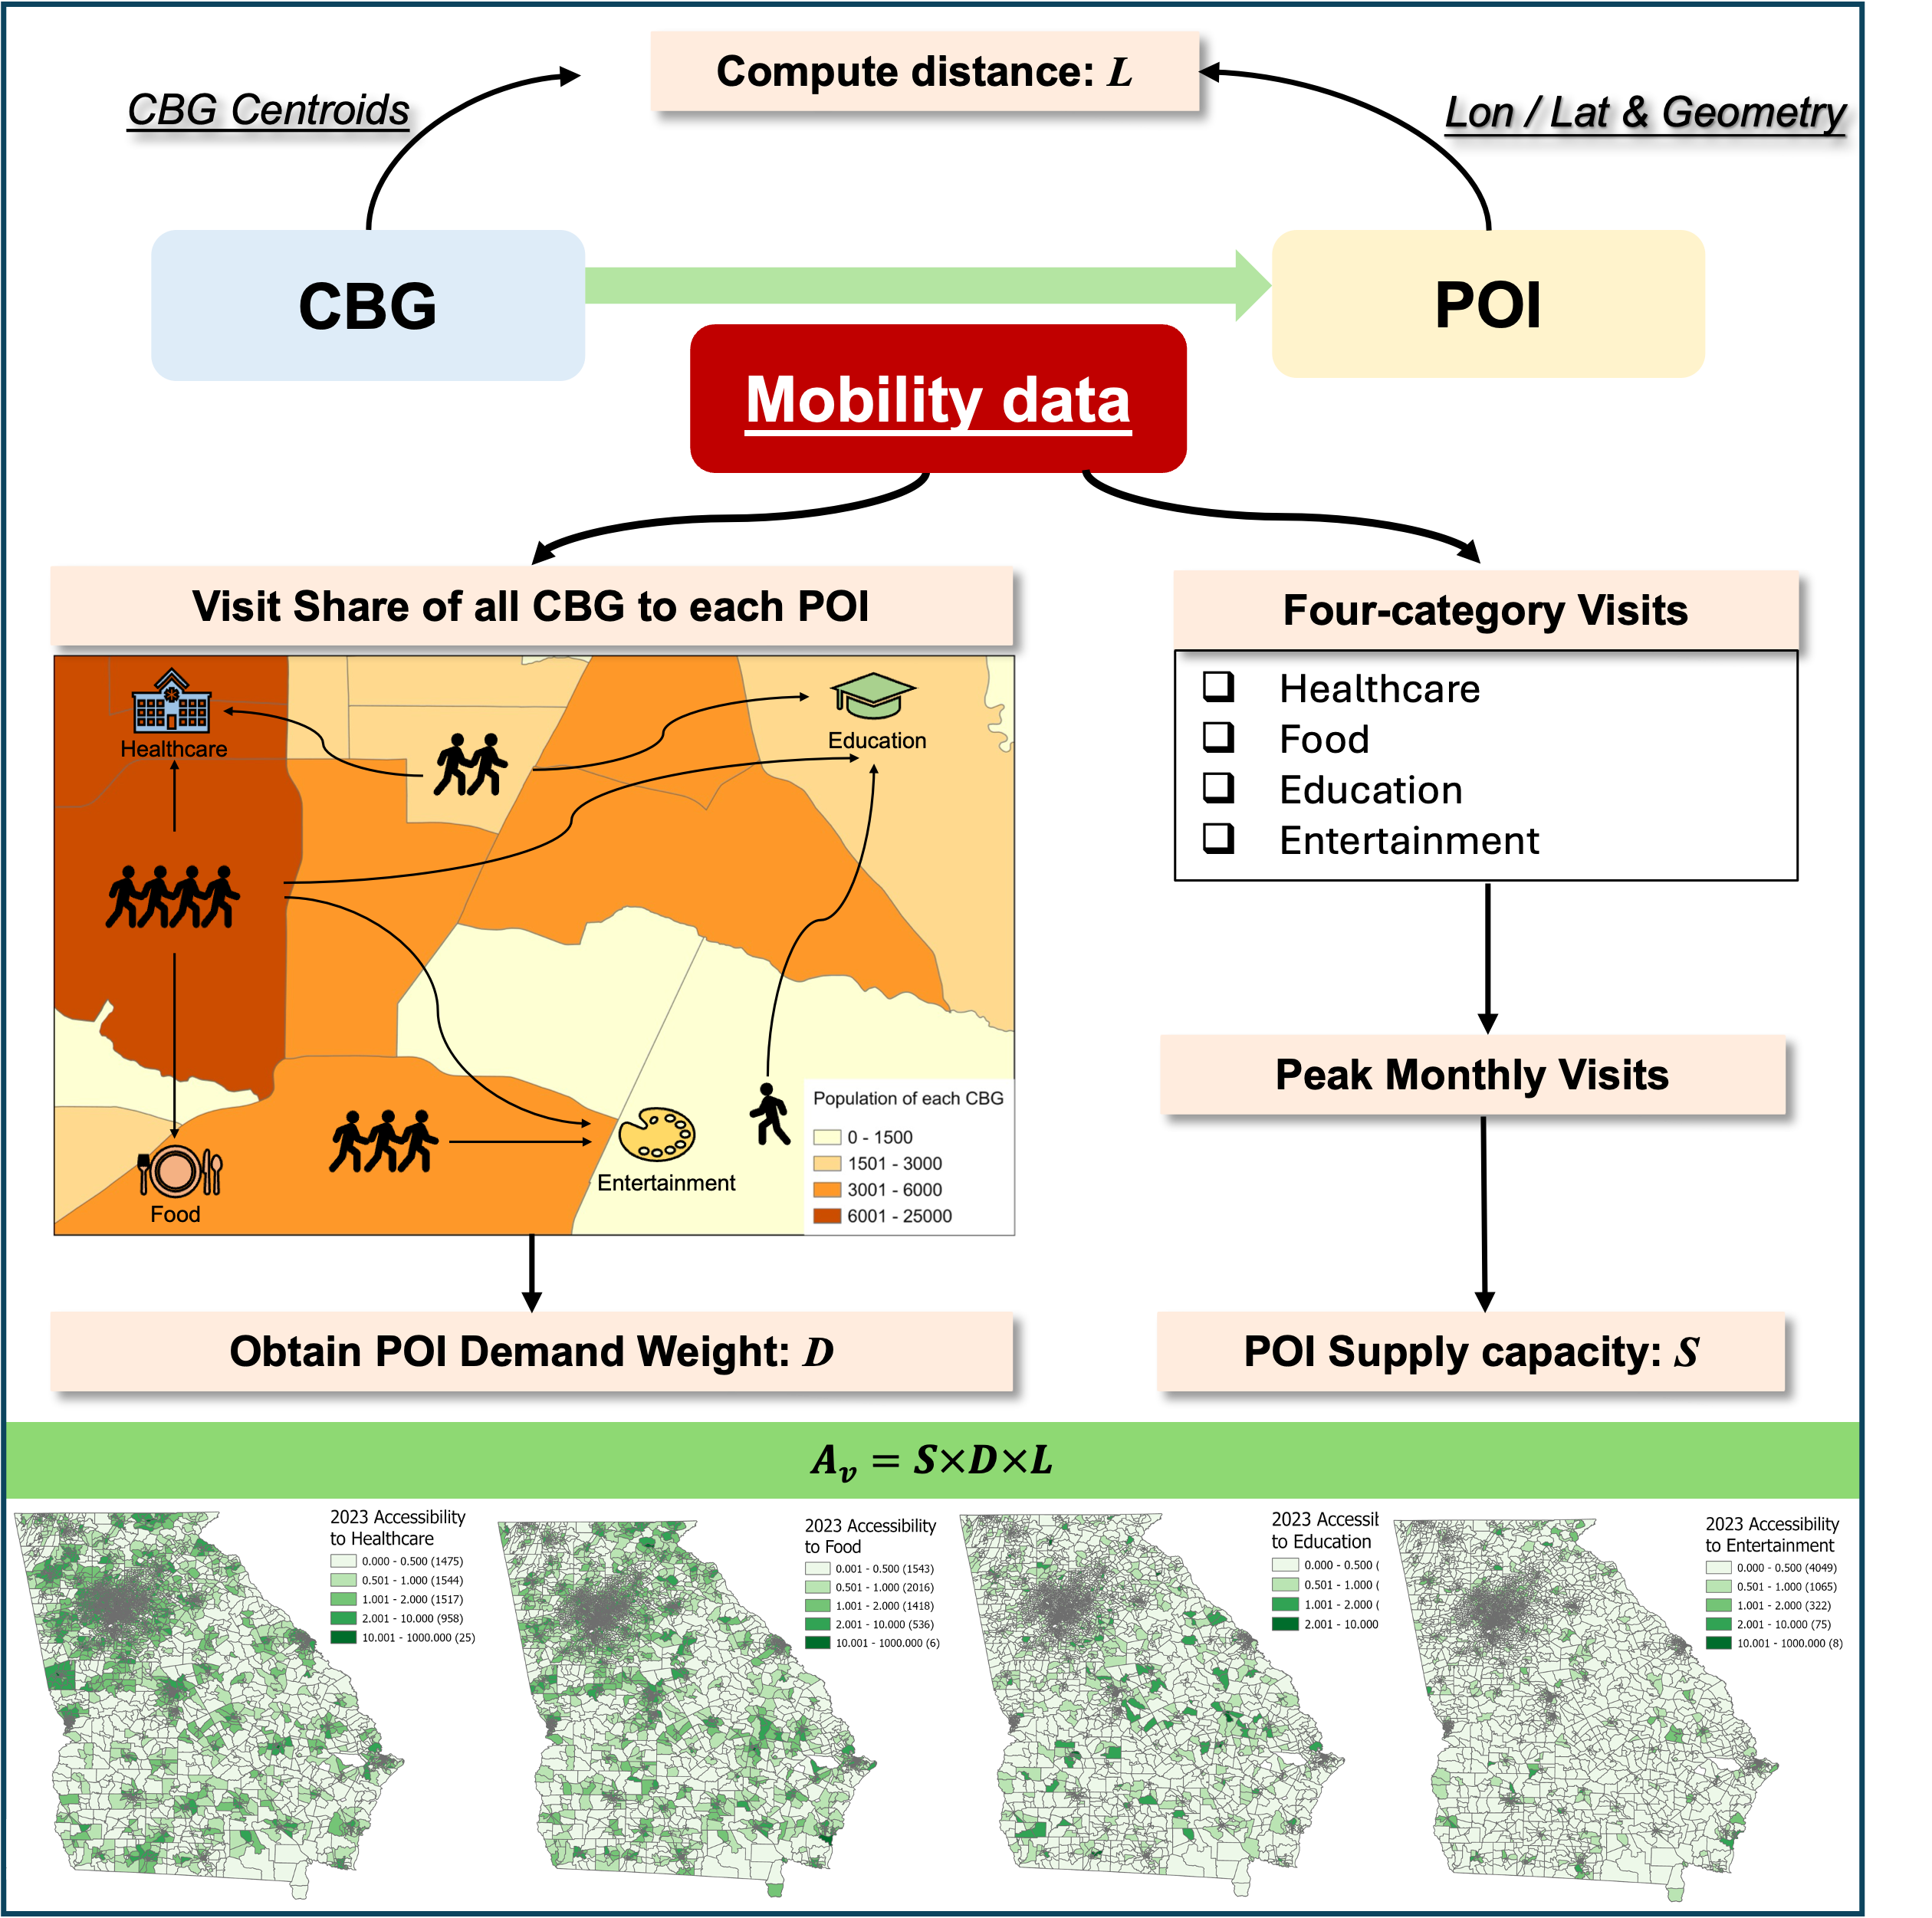 Compute distance: L
CBG Centroids
Lon / Lat & Geometry
CBG
POI
Mobility data
Visit Share of all CBG to each POI
Healthcare
Education
Food
Entertainment
Population of each CBG
0 - 1500
1501 - 3000
3001 - 6000
6001 - 25000
Four-category Visits
❑ Healthcare
❑ Food
❑ Education
❑ Entertainment
Peak Monthly Visits
Obtain POI Demand Weight: D
POI Supply capacity: S
Aᵥ = S×D×L
2023 Accessibility
to Healthcare
0.000 - 0.500 (1475)
0.501 - 1.000 (1544)
1.001 - 2.000 (1517)
2.001 - 10.000 (958)
10.001 - 1000.000 (25)
2023 Accessibility
to Food
0.001 - 0.500 (1543)
0.501 - 1.000 (2016)
1.001 - 2.000 (1418)
2.001 - 10.000 (536)
10.001 - 1000.000 (6)
2023 Accessibil
to Education
0.000 - 0.500 (
0.501 - 1.000 (
1.001 - 2.000 (
2.001 - 10.000
2023 Accessibility
to Entertainment
0.000 - 0.500 (4049)
0.501 - 1.000 (1065)
1.001 - 2.000 (322)
2.001 - 10.000 (75)
10.001 - 1000.000 (8)